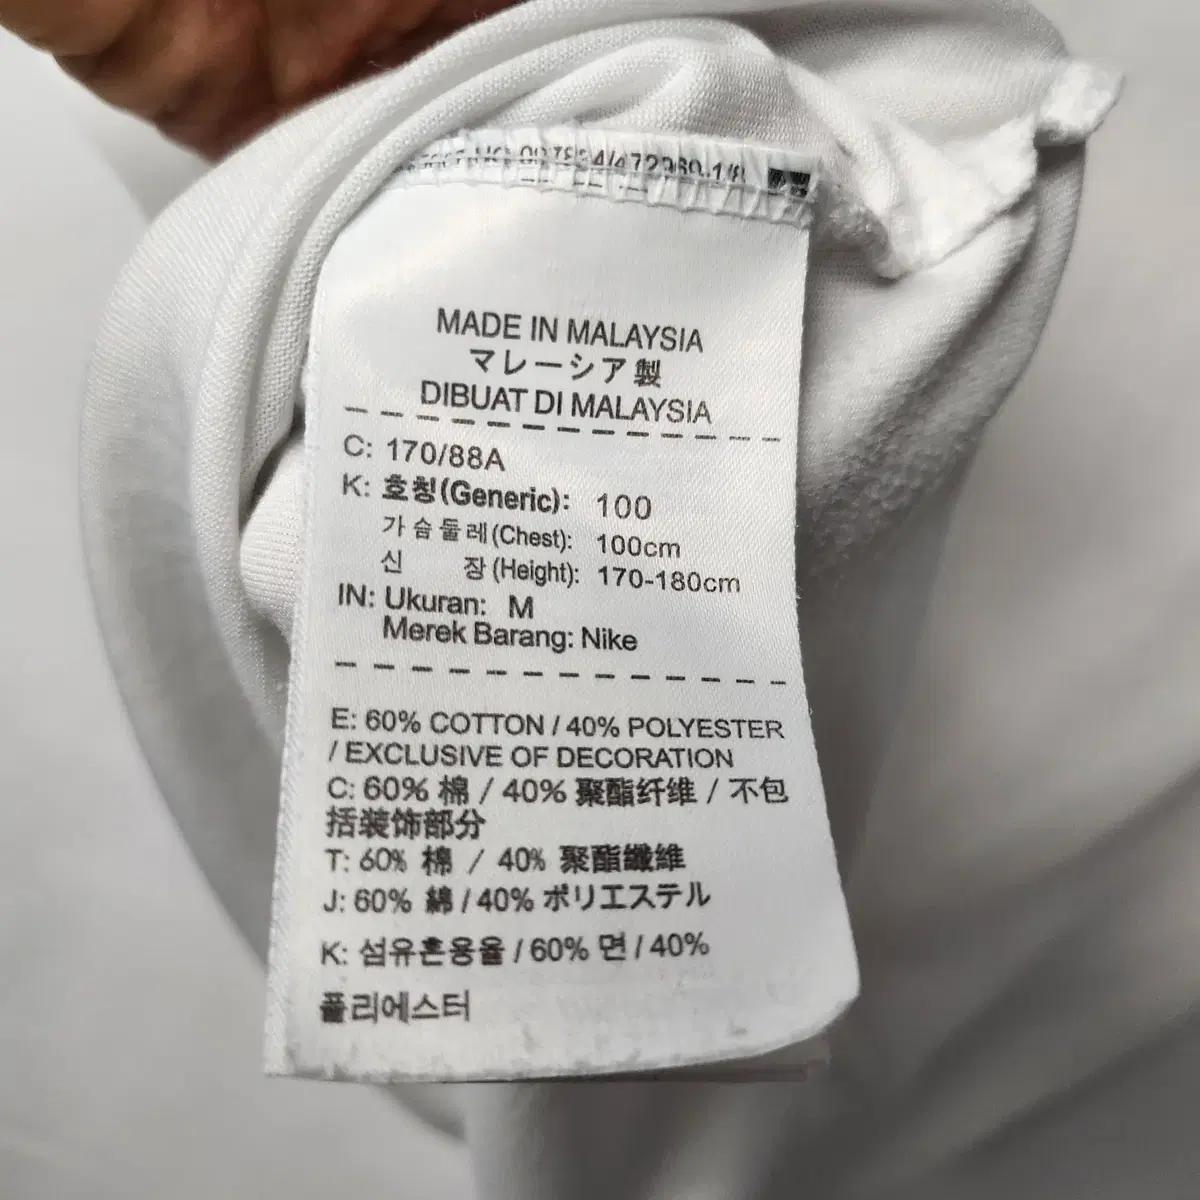 MADE IN MALAYSIA
マレーシア製
DIBUAT DI MALAYSIA
C: 170/88A
K: 호칭(Generic): 100
가슴둘레(Chest): 100cm
신 장 (Height): 170-180cm
IN: Ukuran: M
Merek Barang: Nike
E: 60% COTTON / 40% POLYESTER
/ EXCLUSIVE OF DECORATION
C: 60% 棉 / 40% 聚酯纤维 / 不包
括装饰部分
T: 60% 棉 / 40% 聚酯纖維
J: 60% 綿 / 40% ポリエステル
K: 섬유혼용율 / 60% 면 / 40%
폴리에스터